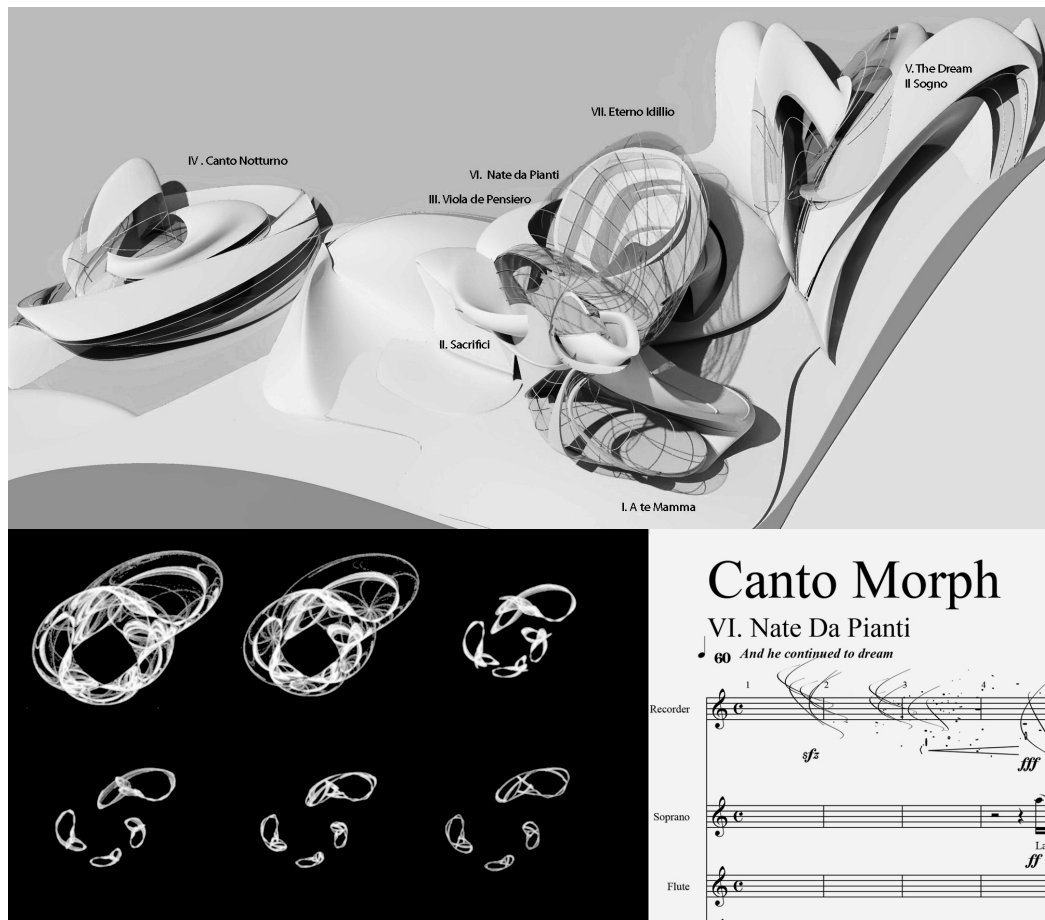 V. The Dream
Il Sogno
VII. Eterno Idillio
IV . Canto Notturno
VI. Nate da Pianti
III. Viola de Pensiero
II. Sacrifici
I. A te Mamma
Canto Morph
VI. Nate Da Pianti
60 And he continued to dream
1 2 3 4
Recorder
sfz
fff
Soprano
La
ff
Flute